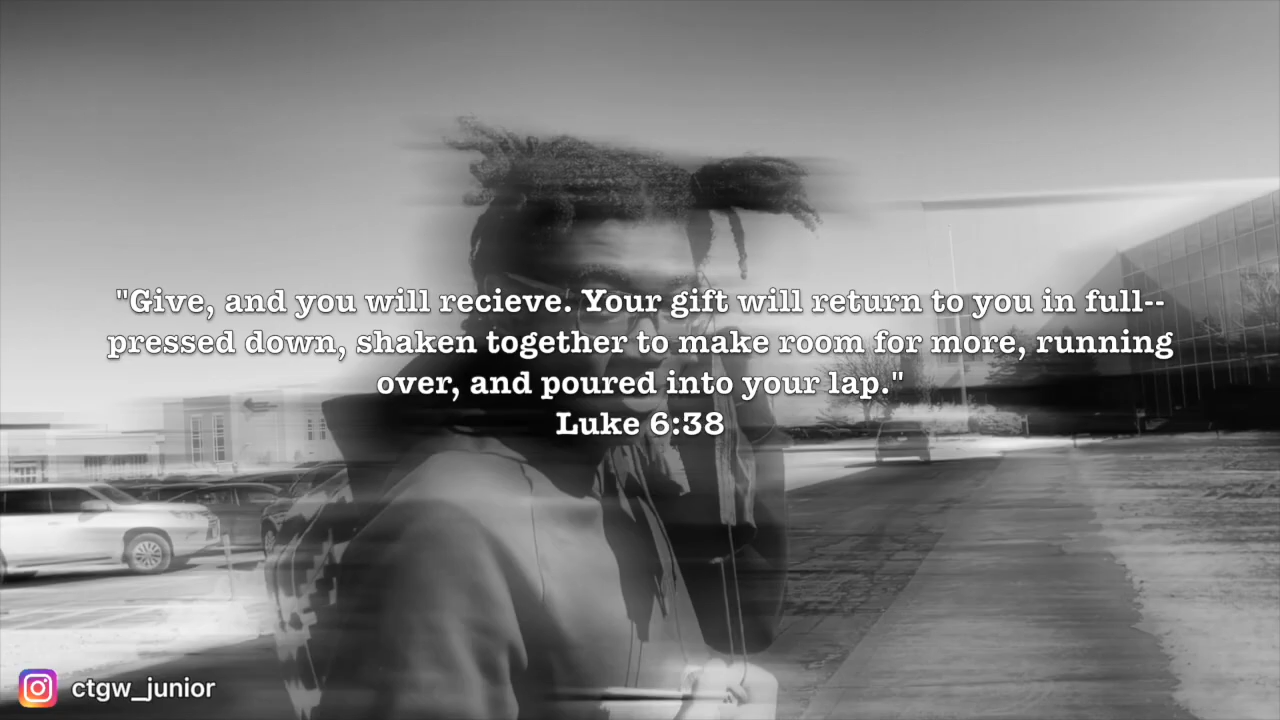 "Give, and you will recieve. Your gift will return to you in full--
pressed down, shaken together to make room for more, running
over, and poured into your lap."
Luke 6:38
ctgw_junior